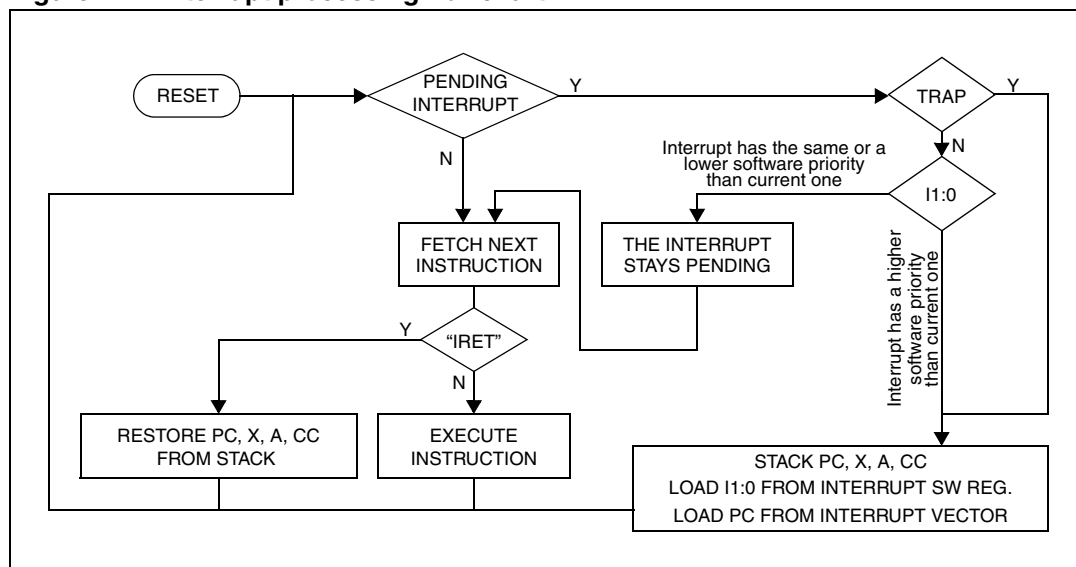 PENDING
INTERRUPT
RESET
Y
TRAP
Y
N
N
Interrupt has the same or a
lower software priority
than current one
I1:0
FETCH NEXT
INSTRUCTION
THE INTERRUPT
STAYS PENDING
Interrupt has a higher
software priority
than current one
Y
“IRET”
N
RESTORE PC, X, A, CC
FROM STACK
EXECUTE
INSTRUCTION
STACK PC, X, A, CC
LOAD I1:0 FROM INTERRUPT SW REG.
LOAD PC FROM INTERRUPT VECTOR